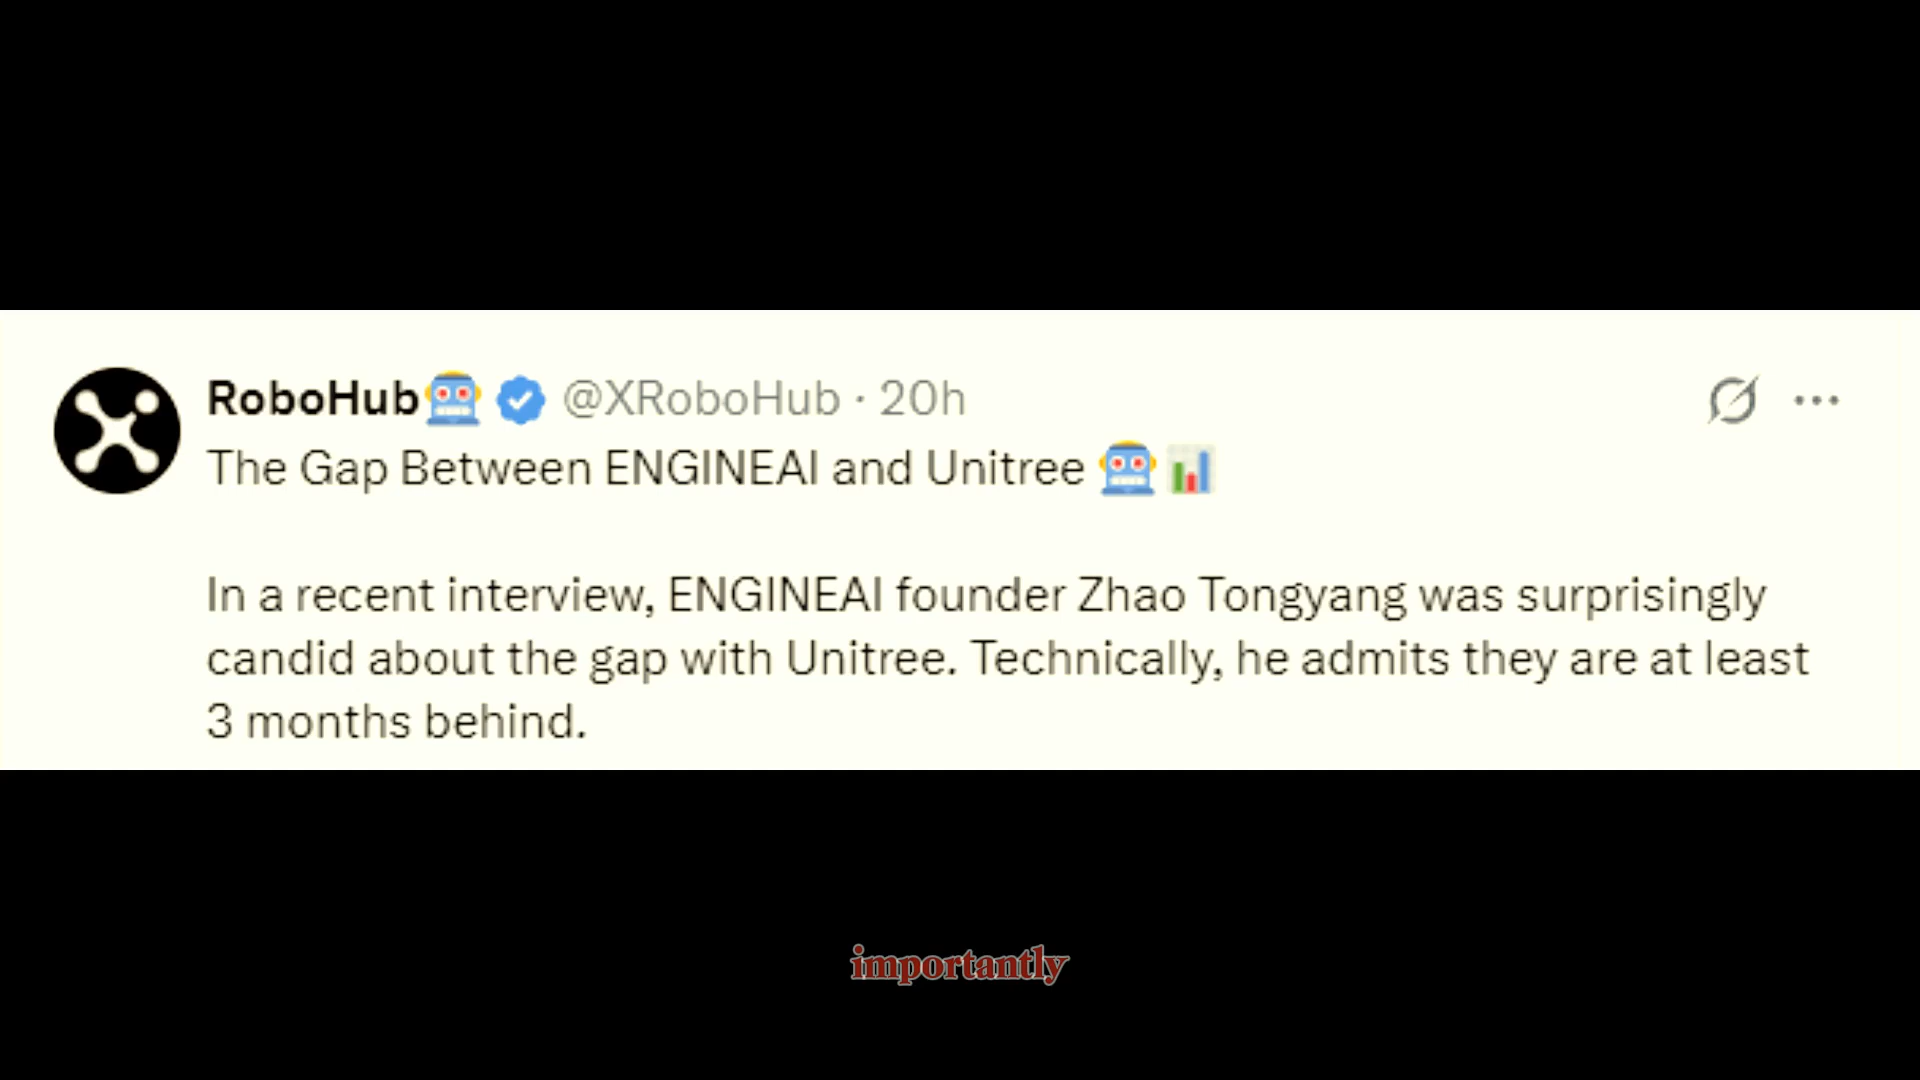 RoboHub🤖 @XRoboHub · 20h
The Gap Between ENGINEAI and Unitree 🤖📊
In a recent interview, ENGINEAI founder Zhao Tongyang was surprisingly
candid about the gap with Unitree. Technically, he admits they are at least
3 months behind.
importantly